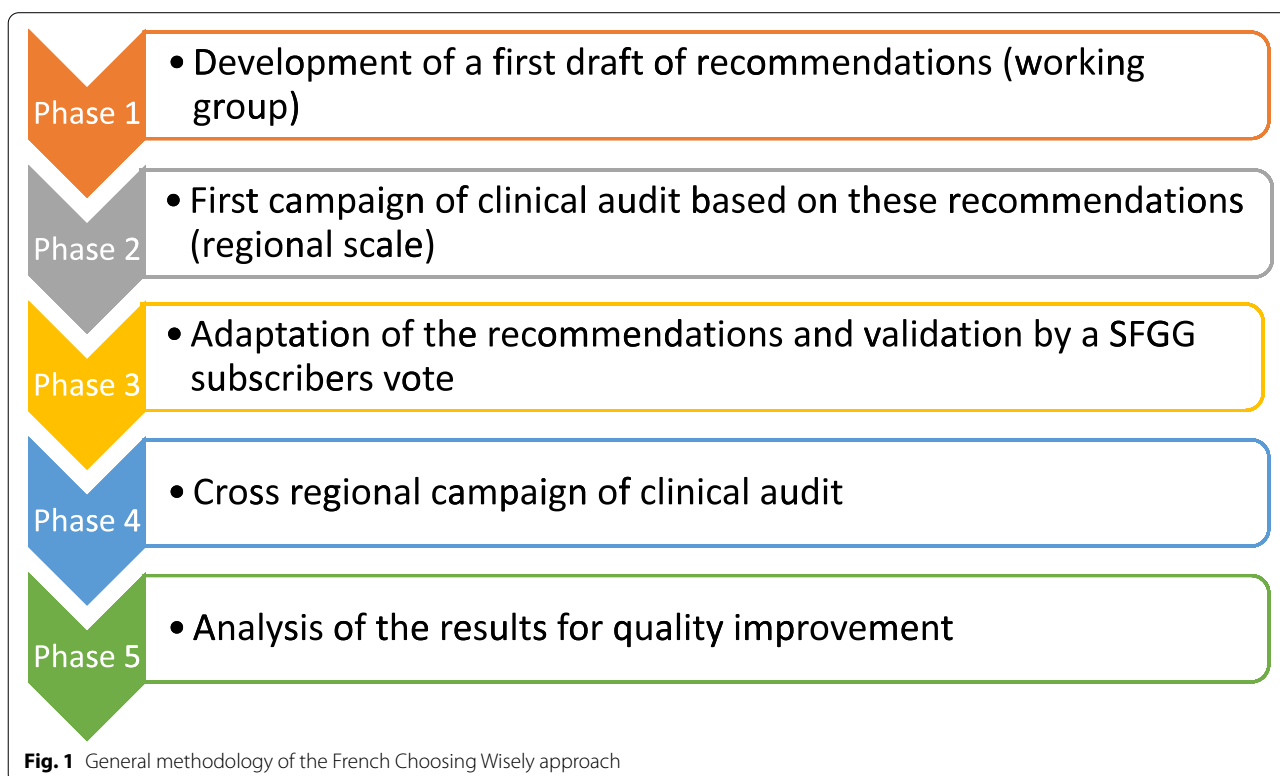 Phase 1
• Development of a first draft of recommendations (working
group)
Phase 2
• First campaign of clinical audit based on these recommendations
(regional scale)
Phase 3
• Adaptation of the recommendations and validation by a SFGG
subscribers vote
Phase 4
• Cross regional campaign of clinical audit
Phase 5
• Analysis of the results for quality improvement
Fig. 1 General methodology of the French Choosing Wisely approach